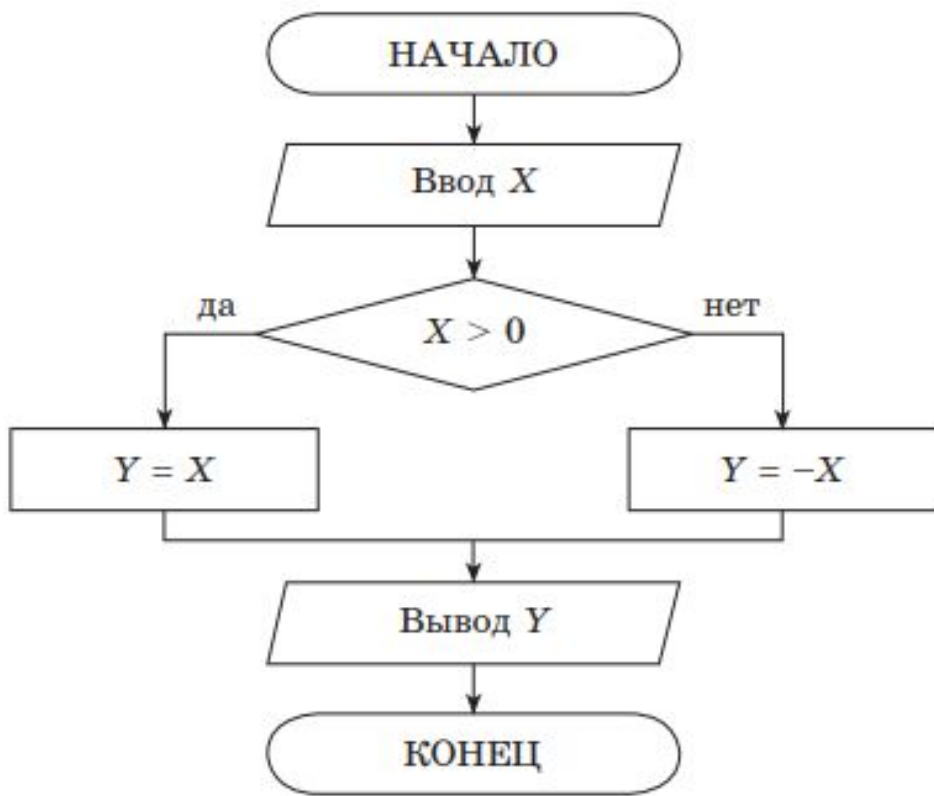 НАЧАЛО
Ввод X
да
нет
X > 0
Y = X
Y = −X
Вывод Y
КОНЕЦ